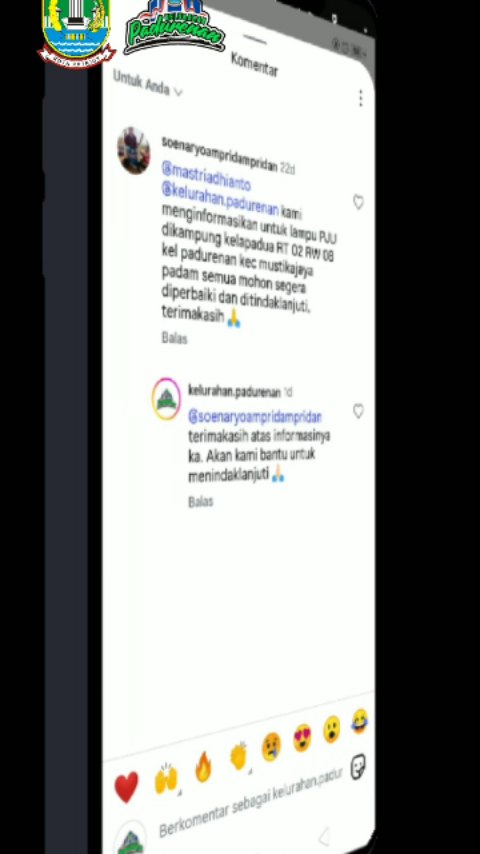 KOTA BEKASI
KELURAHAN
Padurenan
Komentar
Untuk Anda
soenaryoampridampridan 22d
@mastriadhianto
@kelurahan.padurenan kami
menginformasikan untuk lampu PJU
dikampung kelapadua RT 02 RW 08
kel padurenan kec mustikajaya
padam semua mohon segera
diperbaiki dan ditindaklanjuti,
terimakasih 🙏
Balas
kelurahan.padurenan 1d
@soenaryoampridampridan
terimakasih atas informasinya
ka. Akan kami bantu untuk
menindaklanjuti 🙏
Balas
Berkomentar sebagai kelurahan.padur